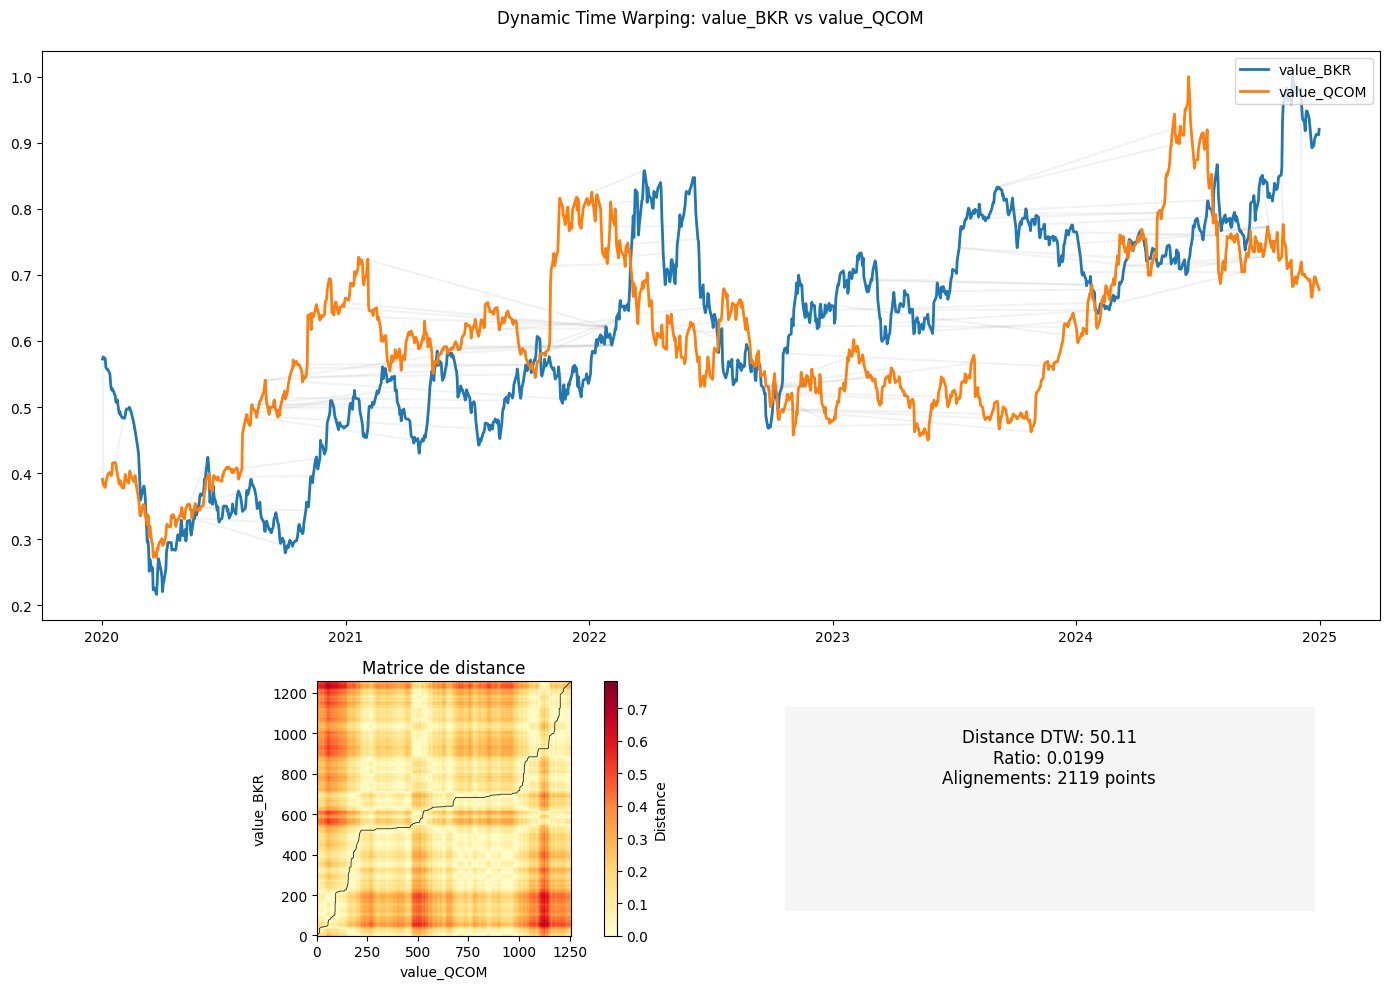 Dynamic Time Warping: value_BKR vs value_QCOM
1.0
0.9
0.8
0.7
0.6
0.5
0.4
0.3
0.2
value_BKR
value_QCOM
2020 2021 2022 2023 2024 2025
Matrice de distance
1200
1000
800
600
400
200
0
value_BKR
0 250 500 750 1000 1250
value_QCOM
0.7
0.6
0.5
0.4
0.3
0.2
0.1
0.0
Distance
Distance DTW: 50.11
Ratio: 0.0199
Alignements: 2119 points